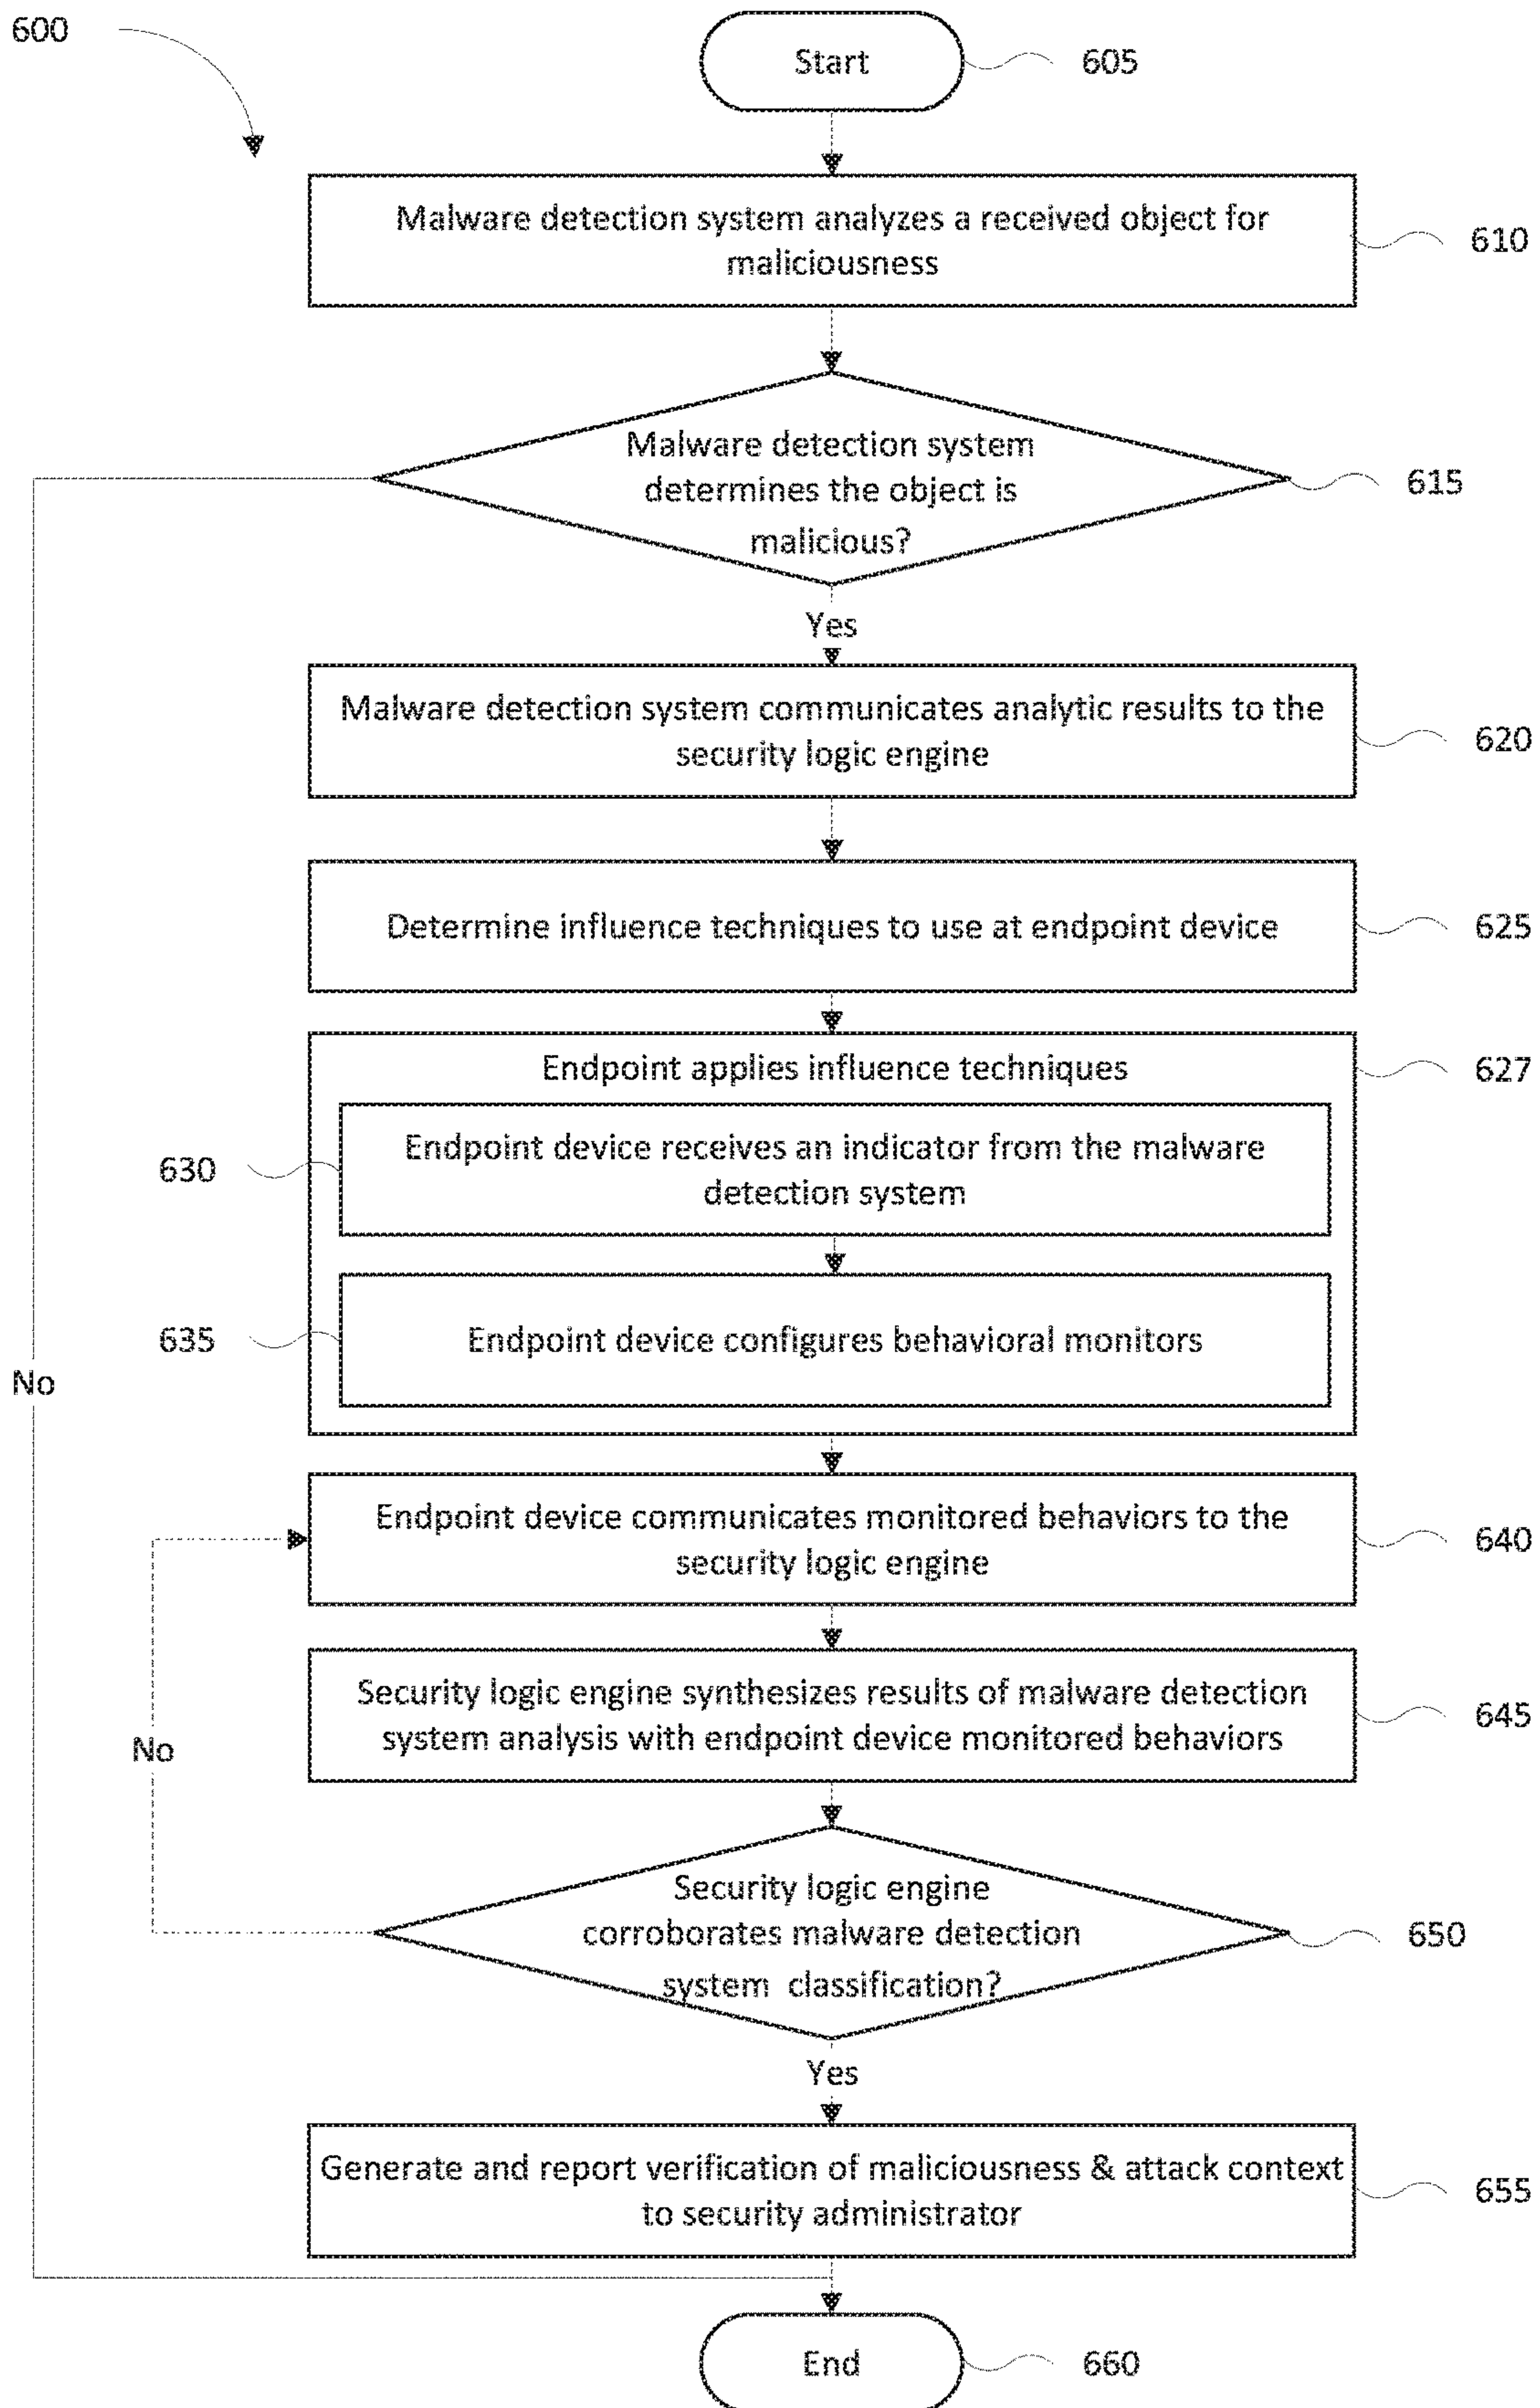 600
Start
605
Malware detection system analyzes a received object for
maliciousness
610
Malware detection system
determines the object is
malicious?
615
Yes
Malware detection system communicates analytic results to the
security logic engine
620
Determine influence techniques to use at endpoint device
625
Endpoint applies influence techniques
627
Endpoint device receives an indicator from the malware
detection system
630
Endpoint device configures behavioral monitors
635
No
Endpoint device communicates monitored behaviors to the
security logic engine
640
Security logic engine synthesizes results of malware detection
system analysis with endpoint device monitored behaviors
645
No
Security logic engine
corroborates malware detection
system classification?
650
Yes
Generate and report verification of maliciousness & attack context
to security administrator
655
End
660